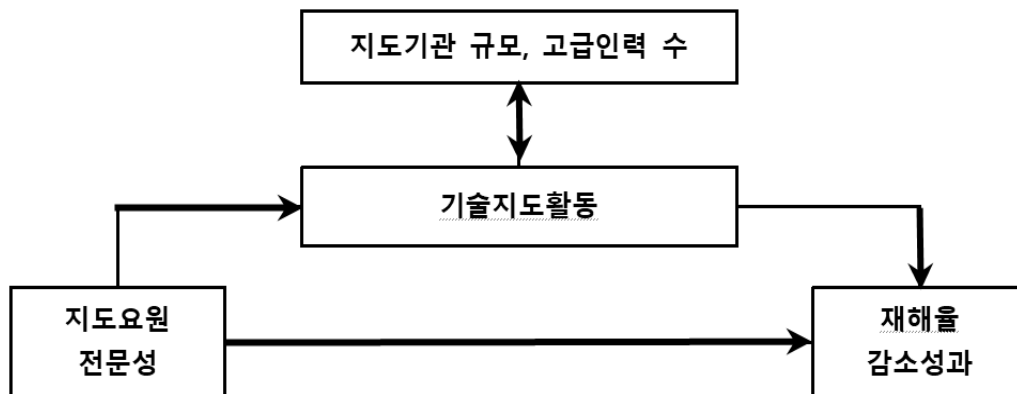 지도기관 규모, 고급인력 수
기술지도활동
지도요원
전문성
재해율
감소성과